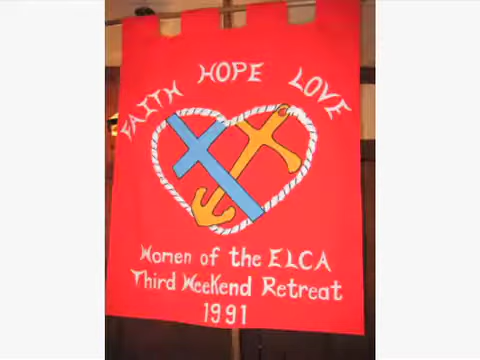 FAITH HOPE LOVE
Women of the ELCA
Third Weekend Retreat
1991